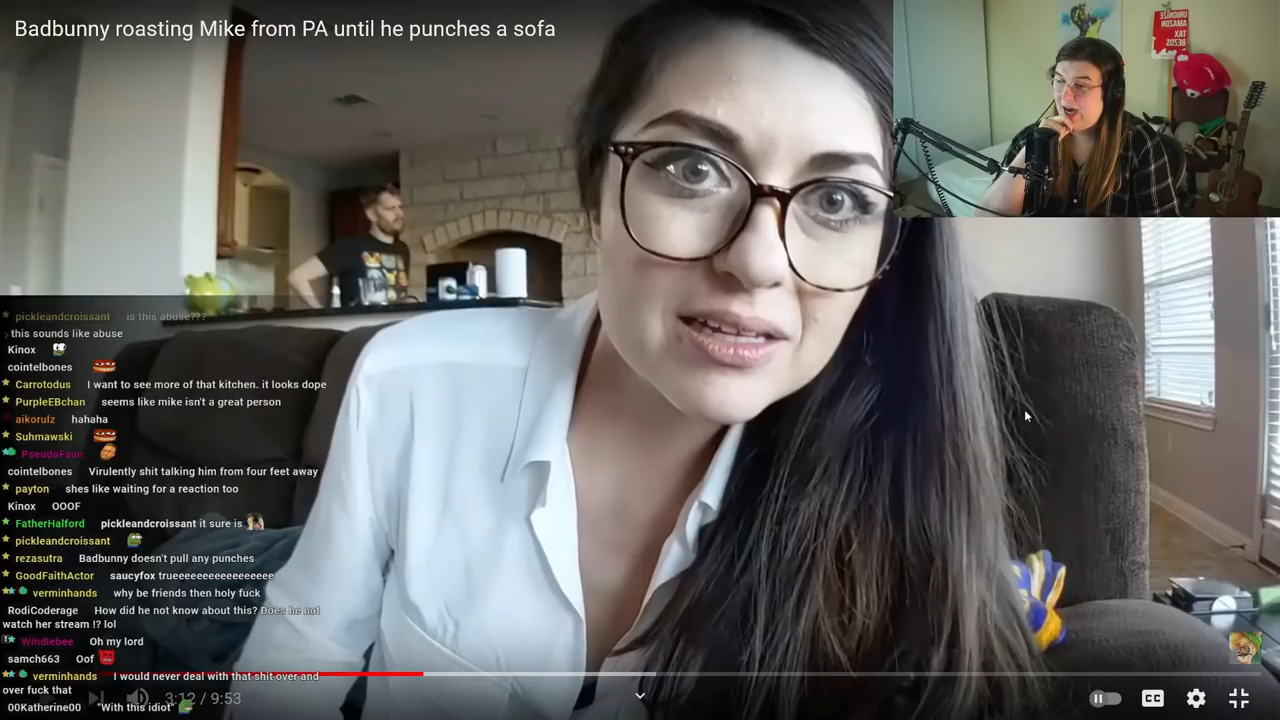 Badbunny roasting Mike from PA until he punches a sofa
UNIONIZE
AMAZON
TAX
BEZOS
pickleandcroissant is this abuse???
this sounds like abuse
Kinox
cointelbones
Carrotodus I want to see more of that kitchen. it looks dope
PurpleEBchan seems like mike isn't a great person
aikorulz hahaha
Suhmawski
PseudoFaun
cointelbones Virulently shit talking him from four feet away
payton shes like waiting for a reaction too
Kinox OOOF
FatherHalford pickleandcroissant it sure is
pickleandcroissant
rezasutra Badbunny doesn't pull any punches
GoodFaithActor saucyfox trueeeeeeeeeeeeeeee
verminhands why be friends then holy fuck
RodiCoderage How did he not know about this? Does he not
watch her stream !? lol
Windlebee Oh my lord
samch663 Oof
verminhands I would never deal with that shit over and
over fuck that
00Katherine00 "With this idiot"
3:12 / 9:53
CC